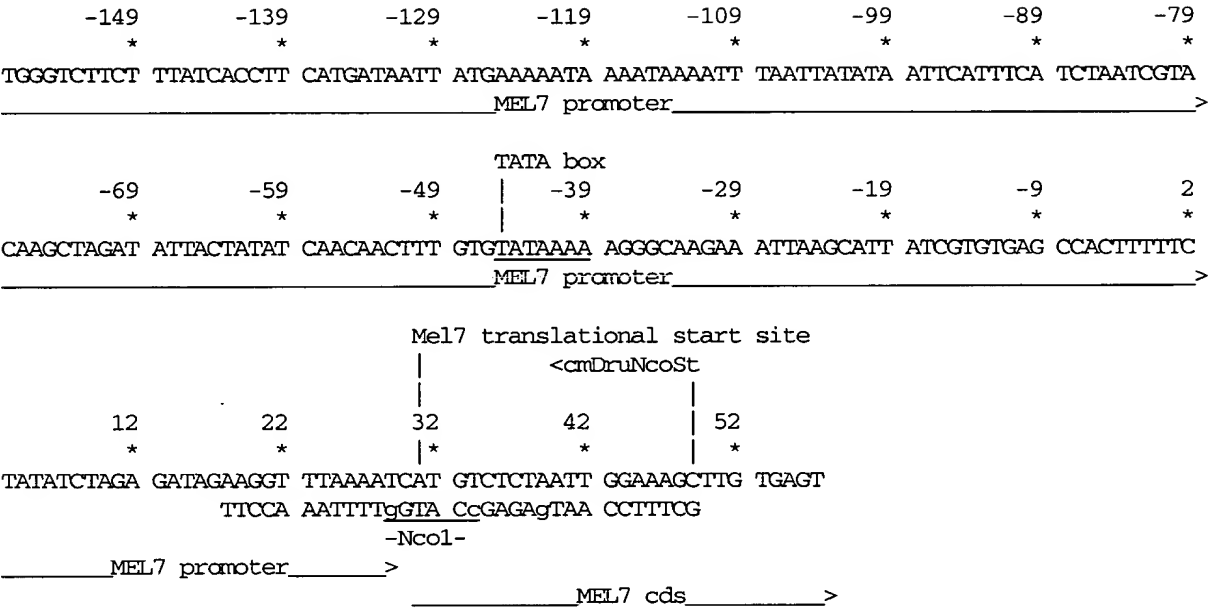 -149 -139 -129 -119 -109 -99 -89 -79
* * * * * * * *
TGGGTCTTCT TTATCACCTT CATGATAATT ATGAAAAATA AAATAAAATT TAATTATATA ATTCATTTCA TCTAATCGTA
MEL7 promoter >
TATA box
-69 -59 -49 | -39 -29 -19 -9 2
* * * | * * * * *
CAAGCTAGAT ATTACTATAT CAACAACTTT GTGTATAAAA AGGGCAAGAA ATTAAGCATT ATCGTGTGAG CCACTTTTTC
MEL7 promoter >
Mel7 translational start site
| <cmDruNcoSt
| |
12 22 32 42 | 52
* * |* * | *
TATATCTAGA GATAGAAGGT TTAAAATCAT GTCTCTAATT GGAAAGCTTG TGAGT
TTCCA AATTTTgGTA CcGAGAgTAA CCTTTCG
-Nco1-
MEL7 promoter >
MEL7 cds >